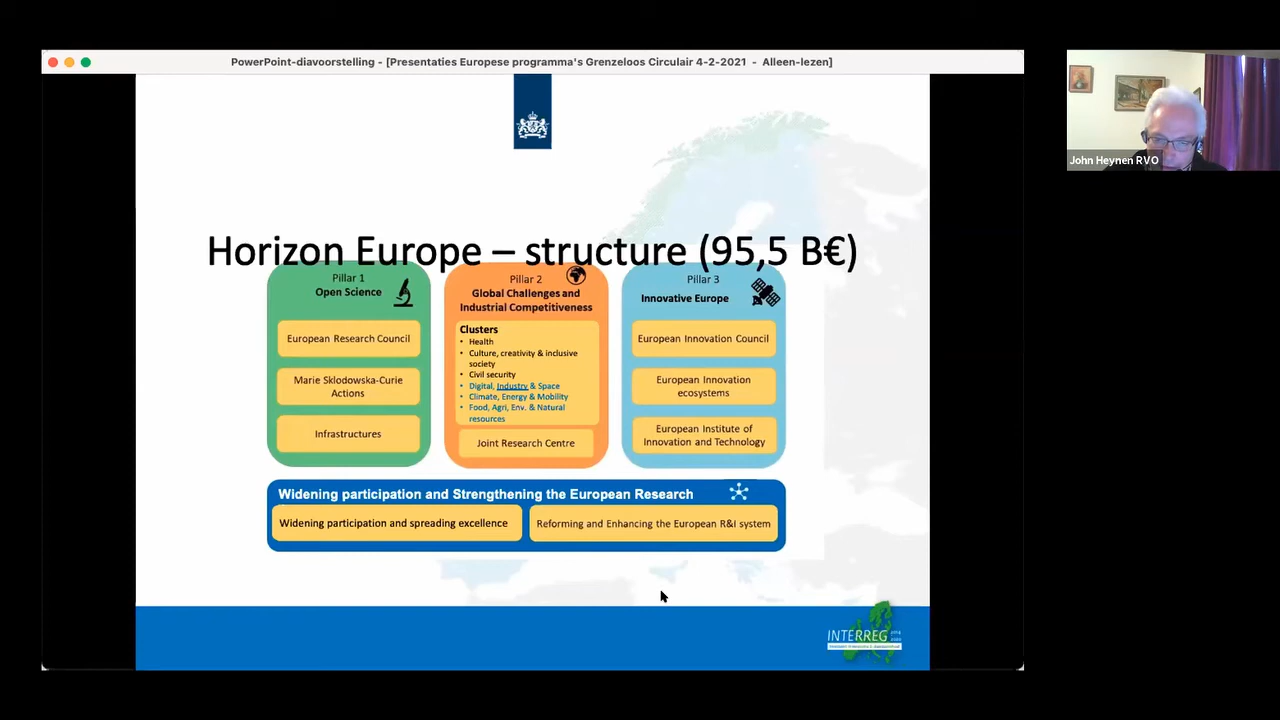 PowerPoint-diavoorstelling - [Presentaties Europese programma's Grenzeloos Circulair 4-2-2021 - Alleen-lezen]
John Heynen RVO
Horizon Europe – structure (95,5 B€)
Pillar 1
Open Science
European Research Council
Marie Sklodowska-Curie
Actions
Infrastructures
Pillar 2
Global Challenges and
Industrial Competitiveness
Clusters
• Health
• Culture, creativity & inclusive
society
• Civil security
• Digital, Industry & Space
• Climate, Energy & Mobility
• Food, Agri, Env. & Natural
resources
Joint Research Centre
Pillar 3
Innovative Europe
European Innovation Council
European Innovation
ecosystems
European Institute of
Innovation and Technology
Widening participation and Strengthening the European Research
Widening participation and spreading excellence
Reforming and Enhancing the European R&I system
INTERREG